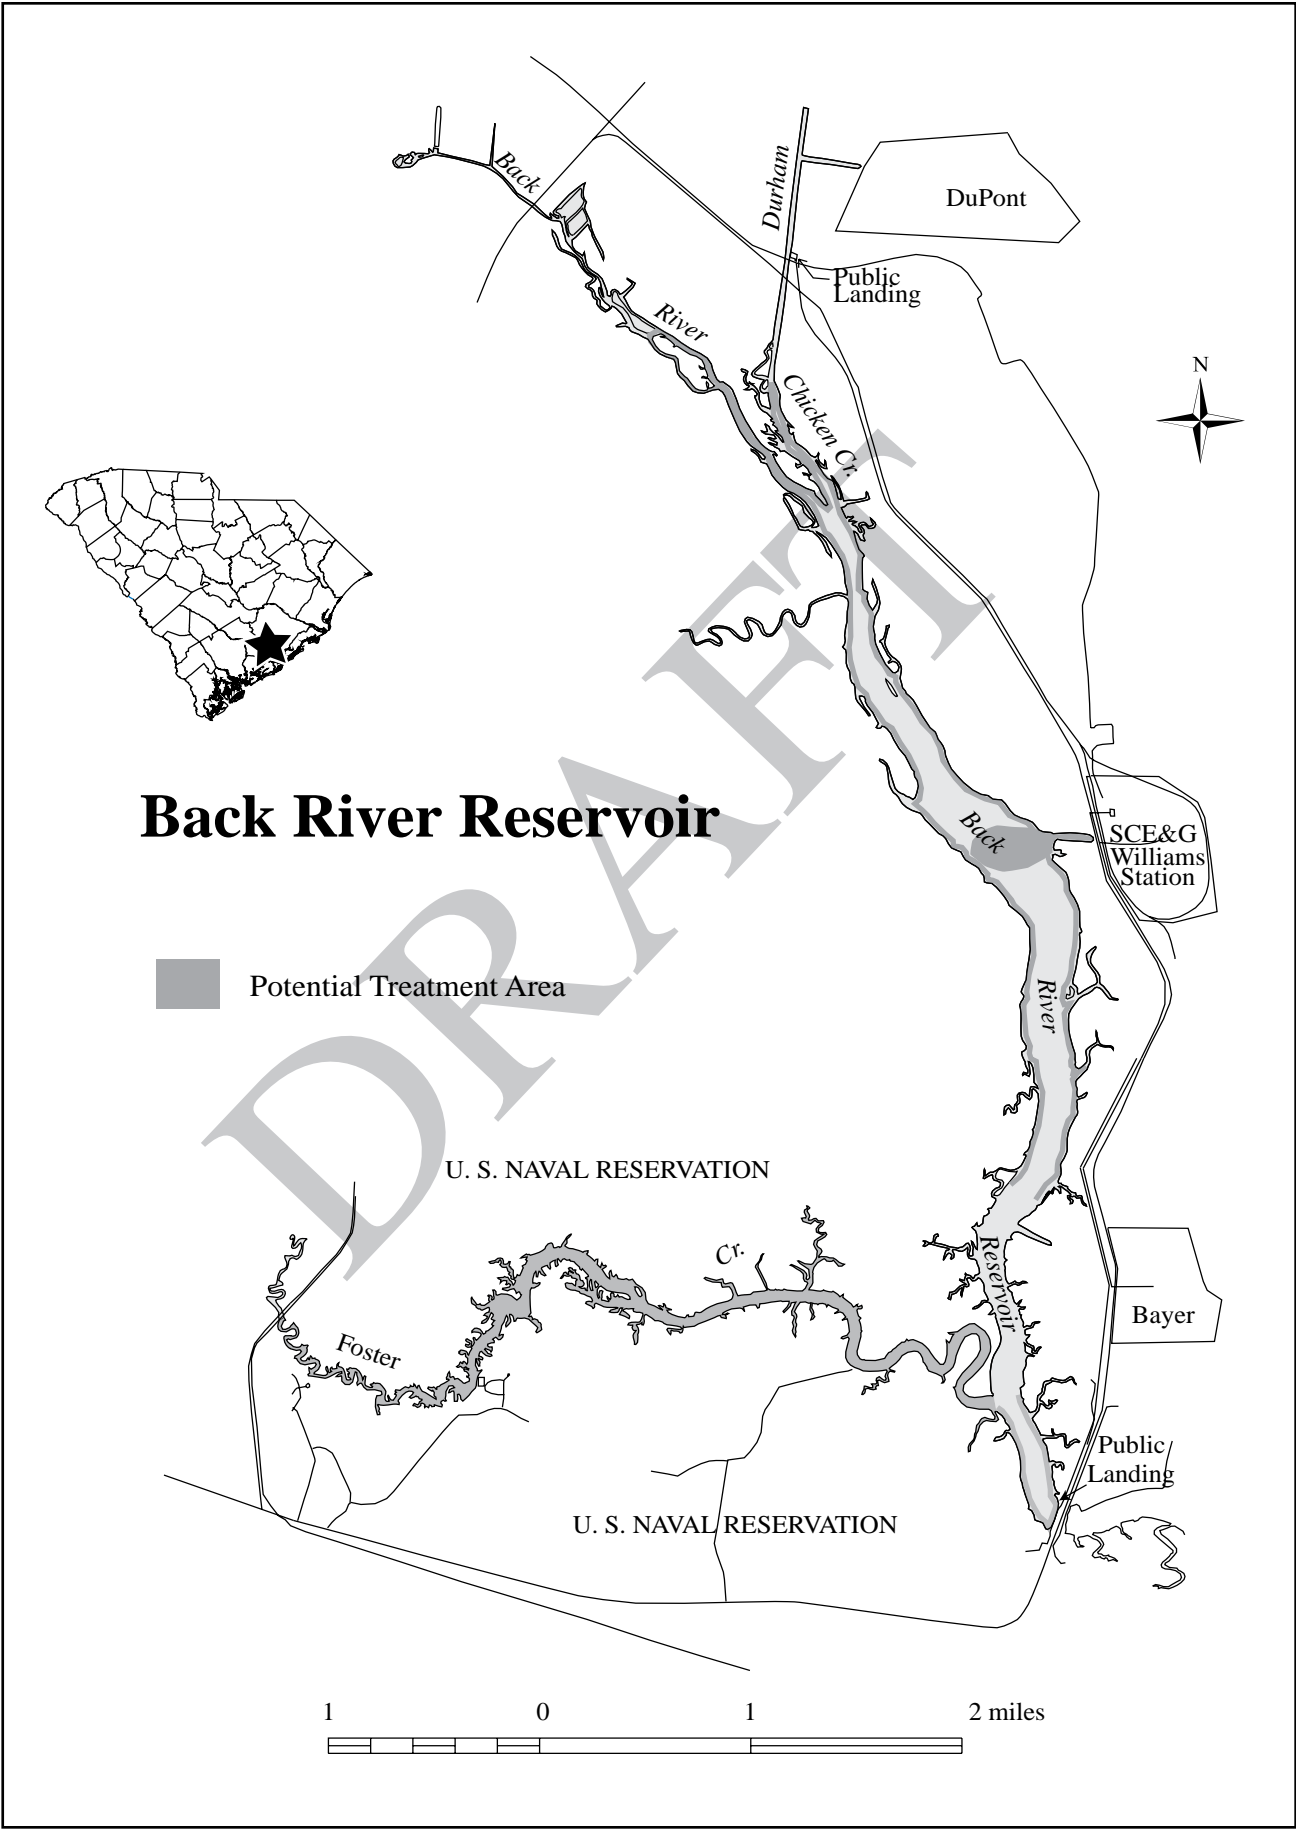 Back
Durham
DuPont
Public
Landing
River
N
Chicken Cr.
Back River Reservoir
Back
SCE&G
Williams
Station
Potential Treatment Area
River
DRAFT
U. S. NAVAL RESERVATION
Cr.
Reservoir
Foster
Bayer
Public
Landing
U. S. NAVAL RESERVATION
1 0 1 2 miles